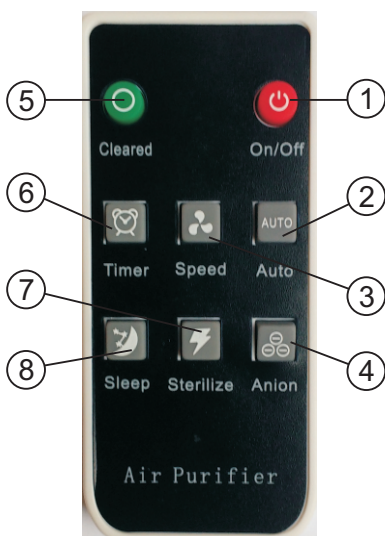 5
1
Cleared On/Off
6
AUTO
2
Timer Speed Auto
7
3
8
4
Sleep Sterilize Anion
Air Purifier